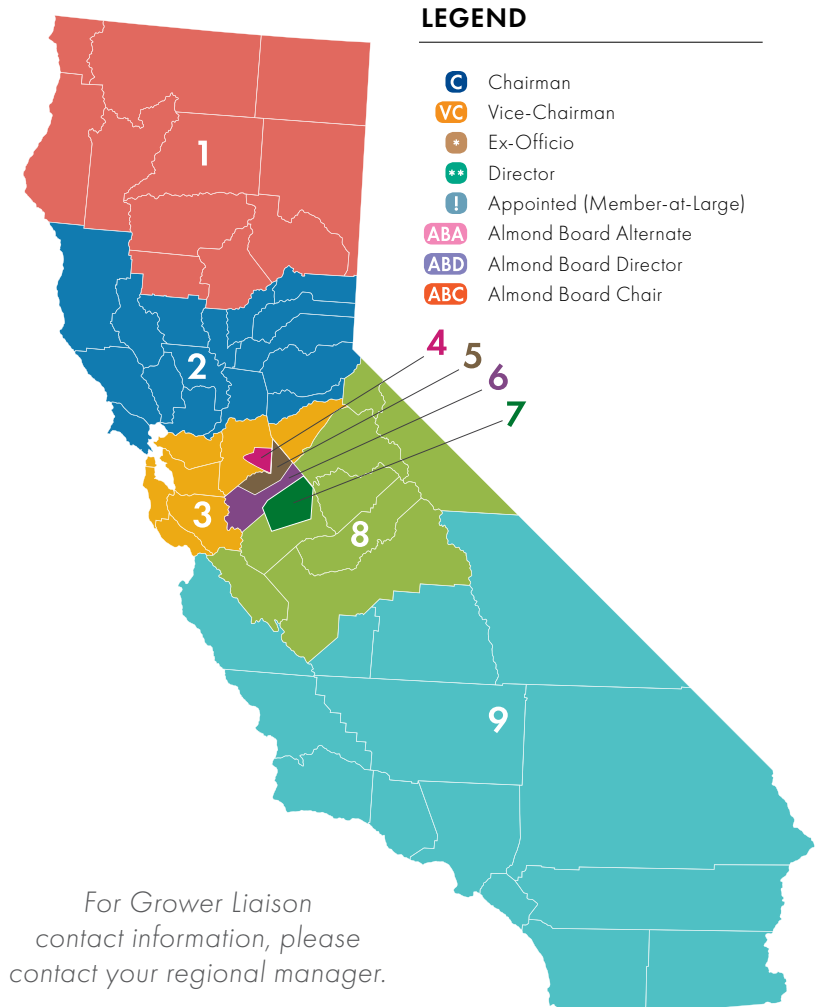 LEGEND
C Chairman
VC Vice-Chairman
* Ex-Officio
** Director
! Appointed (Member-at-Large)
ABA Almond Board Alternate
ABD Almond Board Director
ABC Almond Board Chair
1
2
3
4
5
6
7
8
9
For Grower Liaison
contact information, please
contact your regional manager.